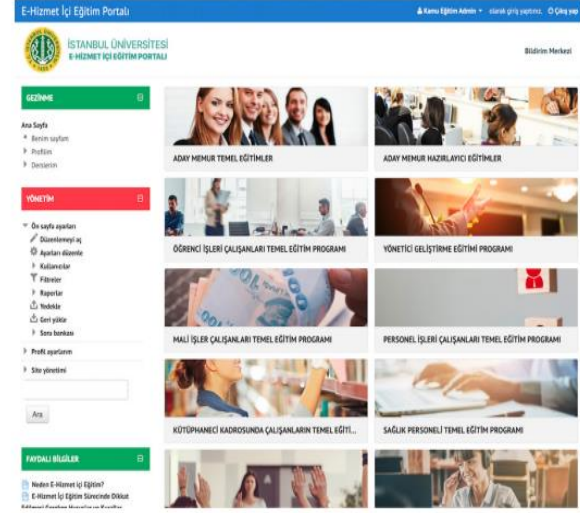 E-Hizmet İçi Eğitim Portalı
Kamu Eğitim Admin olarak giriş yaptınız. Çıkış yap
İSTANBUL ÜNİVERSİTESİ
E-HİZMET İÇİ EĞİTİM PORTALI
Bildirim Merkezi
GEZİNME
Ana Sayfa
Benim sayfam
Profilim
Derslerim
YÖNETİM
Ön sayfa ayarları
Düzenlemeyi aç
Ayarları düzenle
Kullanıcılar
Filtreler
Raporlar
Yedekle
Geri yükle
Soru bankası
Profil ayarlarım
Site yönetimi
Ara
FAYDALI BİLGİLER
Neden E-Hizmet içi Eğitim?
E-Hizmet İçi Eğitim Sürecinde Dikkat
Edilmesi Gereken Hususlar ve Kurallar
ADAY MEMUR TEMEL EĞİTİMLER
ADAY MEMUR HAZIRLAYICI EĞİTİMLER
ÖĞRENCİ İŞLERİ ÇALIŞANLARI TEMEL EĞİTİM PROGRAMI
YÖNETİCİ GELİŞTİRME EĞİTİMİ PROGRAMI
MALİ İŞLER ÇALIŞANLARI TEMEL EĞİTİM PROGRAMI
PERSONEL İŞLERİ ÇALIŞANLARI TEMEL EĞİTİM PROGRAMI
KÜTÜPHANECİ KADROSUNDA ÇALIŞANLARIN TEMEL EĞİTİ...
SAĞLIK PERSONELİ TEMEL EĞİTİM PROGRAMI